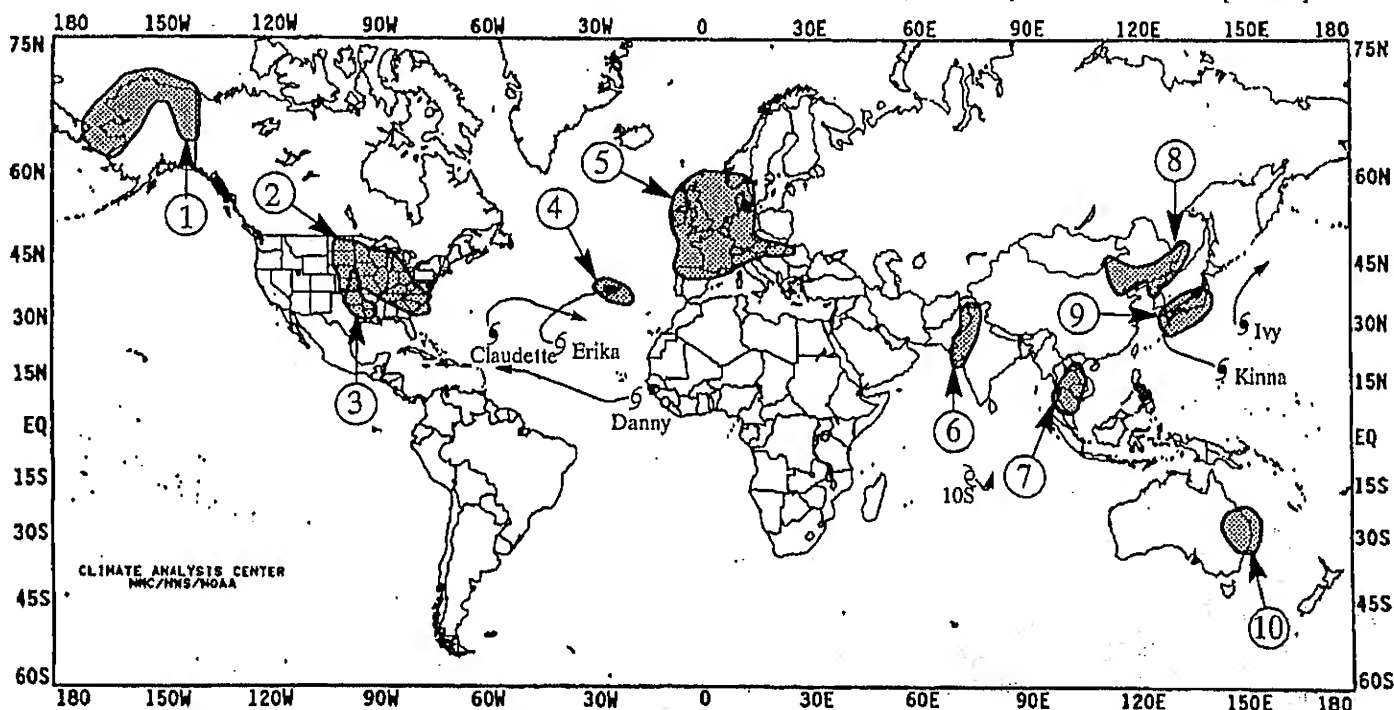 180 150W 120W 90W 60W 30W 0 30E 60E 90E 120E 150E 180
75N 75N
60N 60N
8
5
2
4
1
45N 45N
30N 9 Ivy 30N
Claudette Erika
Kinna
15N 15N
3 Danny
6
EQ EQ
7
10S
15S 15S
30S 30S
CLIMATE ANALYSIS CENTER
NMC/NWS/NOAA
45S 45S
10
60S 60S
180 150W 120W 90W 60W 30W 0 30E 60E 90E 120E 150E 180